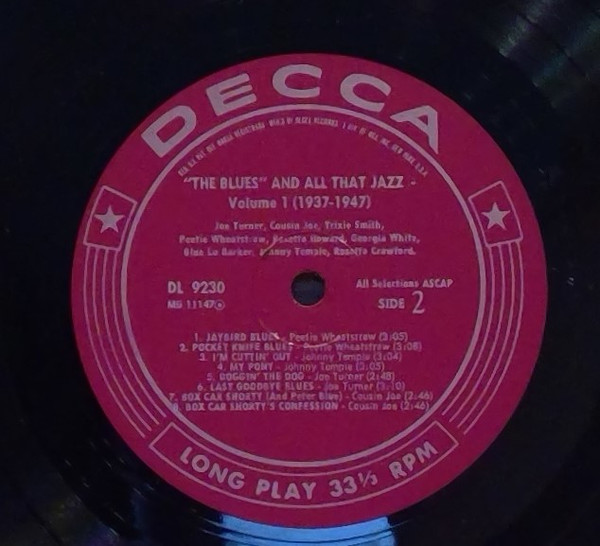 DECCA
"THE BLUES" AND ALL THAT JAZZ -
Volume 1 (1937-1947)
Joe Turner, Cousin Joe, Trixie Smith,
Peetie Wheatstraw, Rosetta Howard, Georgia White,
Blue Lu Barker, Johnny Temple, Rosetta Crawford.
DL 9230
All Selections ASCAP
MG 11147
SIDE 2
1. JAYBIRD BLUES - Peetie Wheatstraw (3:05)
2. POCKET KNIFE BLUES - Peetie Wheatstraw (3:08)
3. I'M CUTTIN' OUT - Johnny Temple (3:04)
4. MY PONY - Johnny Temple (2:05)
5. DOGGIN' THE DOG - Joe Turner (2:48)
6. LAST GOODBYE BLUES - Joe Turner (3:10)
7. BOX CAR SHORTY (And Peter Blue) - Cousin Joe (2:46)
8. BOX CAR SHORTY'S CONFESSION - Cousin Joe (2:46)
LONG PLAY 33⅓ RPM